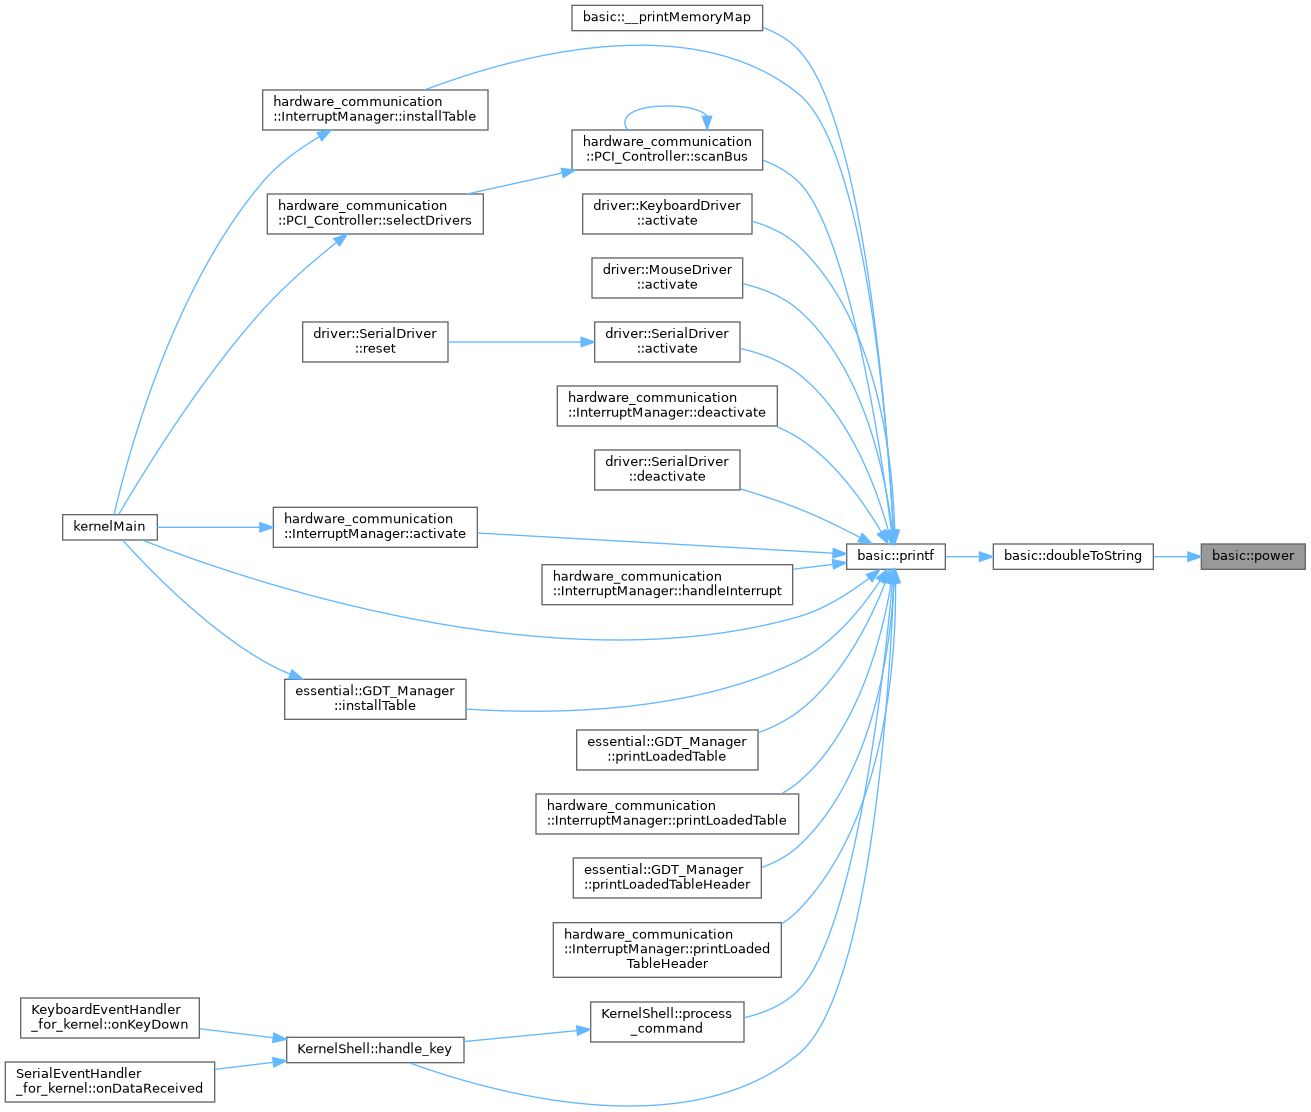 basic::__printMemoryMap
hardware_communication
::InterruptManager::installTable
hardware_communication
::PCI_Controller::scanBus
hardware_communication
::PCI_Controller::selectDrivers
driver::KeyboardDriver
::activate
driver::MouseDriver
::activate
driver::SerialDriver
::reset
driver::SerialDriver
::activate
hardware_communication
::InterruptManager::deactivate
driver::SerialDriver
::deactivate
kernelMain
hardware_communication
::InterruptManager::activate
basic::printf
basic::doubleToString
basic::power
hardware_communication
::InterruptManager::handleInterrupt
essential::GDT_Manager
::installTable
essential::GDT_Manager
::printLoadedTable
hardware_communication
::InterruptManager::printLoadedTable
essential::GDT_Manager
::printLoadedTableHeader
hardware_communication
::InterruptManager::printLoaded
TableHeader
KeyboardEventHandler
_for_kernel::onKeyDown
KernelShell::process
_command
KernelShell::handle_key
SerialEventHandler
_for_kernel::onDataReceived